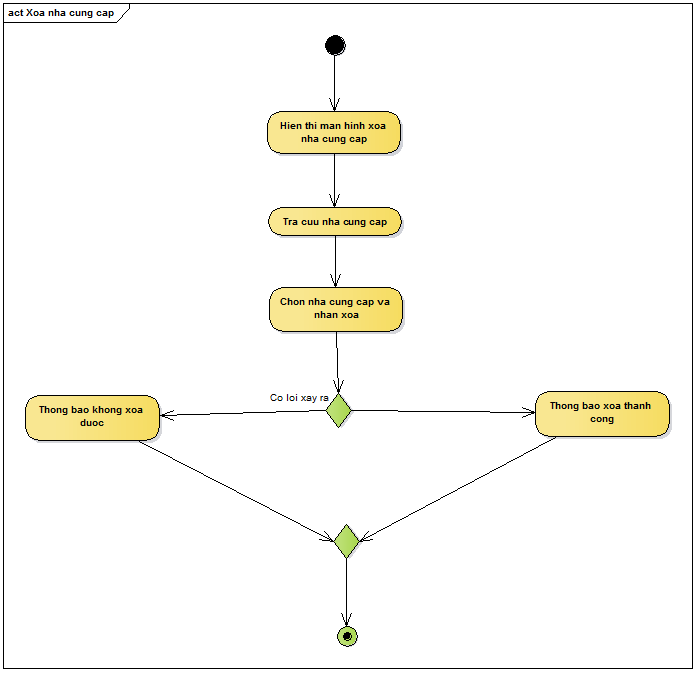 act Xoa nha cung cap
Hien thi man hinh xoa
nha cung cap
Tra cuu nha cung cap
Chon nha cung cap va
nhan xoa
Co loi xay ra
Thong bao khong xoa
duoc
Thong bao xoa thanh
cong